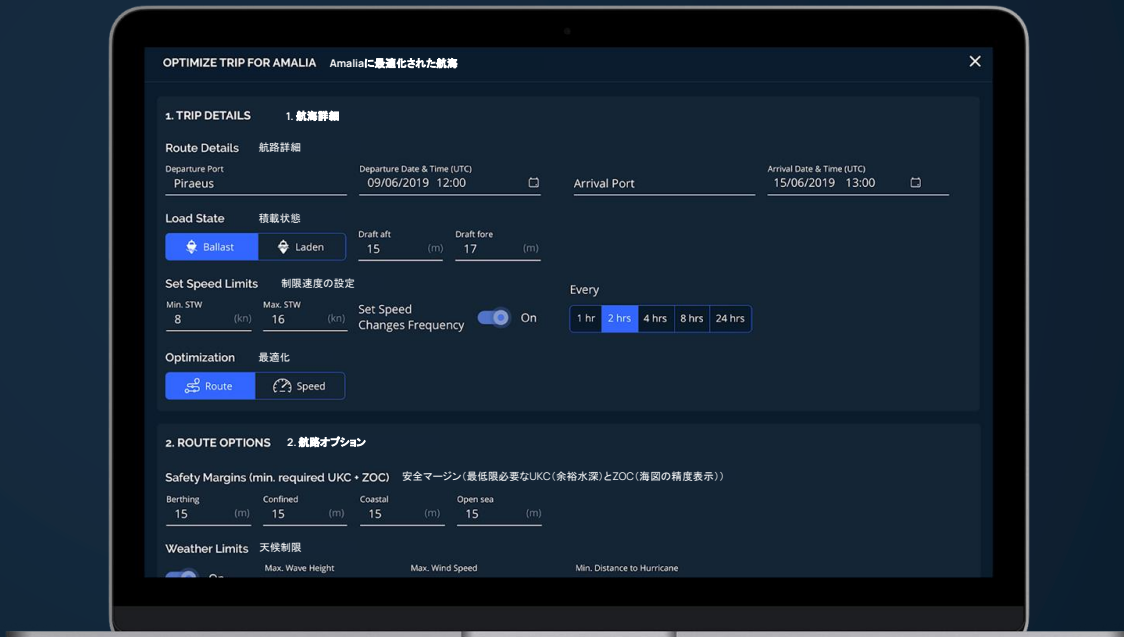 OPTIMIZE TRIP FOR AMALIA Amaliaに最適化された航海
1. TRIP DETAILS 1. 航海詳細
Route Details 航路詳細
Departure Port Departure Date & Time (UTC) Arrival Date & Time (UTC)
Piraeus 09/06/2019 12:00 Arrival Port 15/06/2019 13:00
Load State 積載状態
Draft aft Draft fore
Ballast Laden 15 (m) 17 (m)
Set Speed Limits 制限速度の設定
Every
Min. STW Max. STW
8 (kn) 16 (kn)
Set Speed
Changes Frequency On
1 hr 2 hrs 4 hrs 8 hrs 24 hrs
Optimization 最適化
Route Speed
2. ROUTE OPTIONS 2. 航路オプション
Safety Margins (min. required UKC + ZOC) 安全マージン(最低限必要なUKC(余裕水深)とZOC(海図の精度表示))
Berthing Confined Coastal Open sea
15 (m) 15 (m) 15 (m) 15 (m)
Weather Limits 天候制限
Max. Wave Height Max. Wind Speed Min. Distance to Hurricane
On